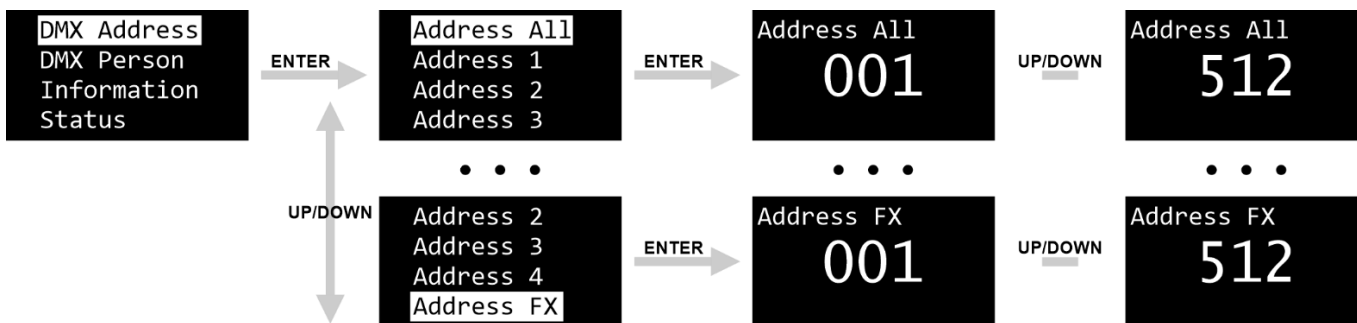 DMX Address
DMX Person
Information
Status
ENTER
UP/DOWN
Address All
Address 1
Address 2
Address 3
ENTER
Address All
001
UP/DOWN
Address All
512
• • •
• • •
• • •
Address 2
Address 3
Address 4
Address FX
ENTER
Address FX
001
UP/DOWN
Address FX
512